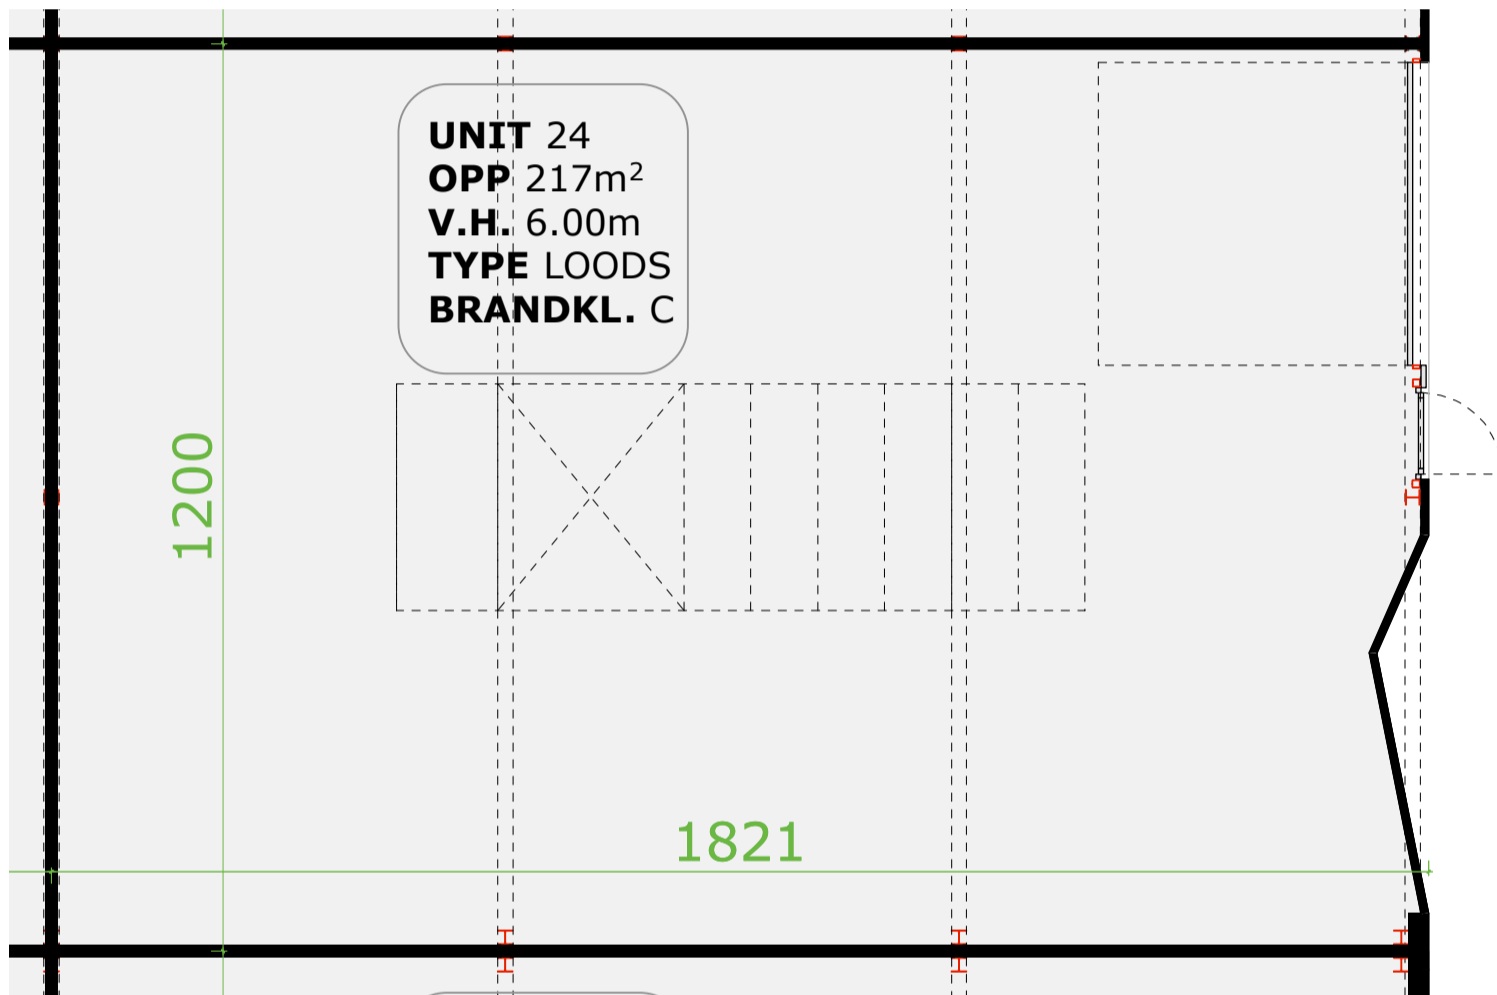 UNIT 24
OPP 217m²
V.H. 6.00m
TYPE LOODS
BRANDKL. C
1200
1821